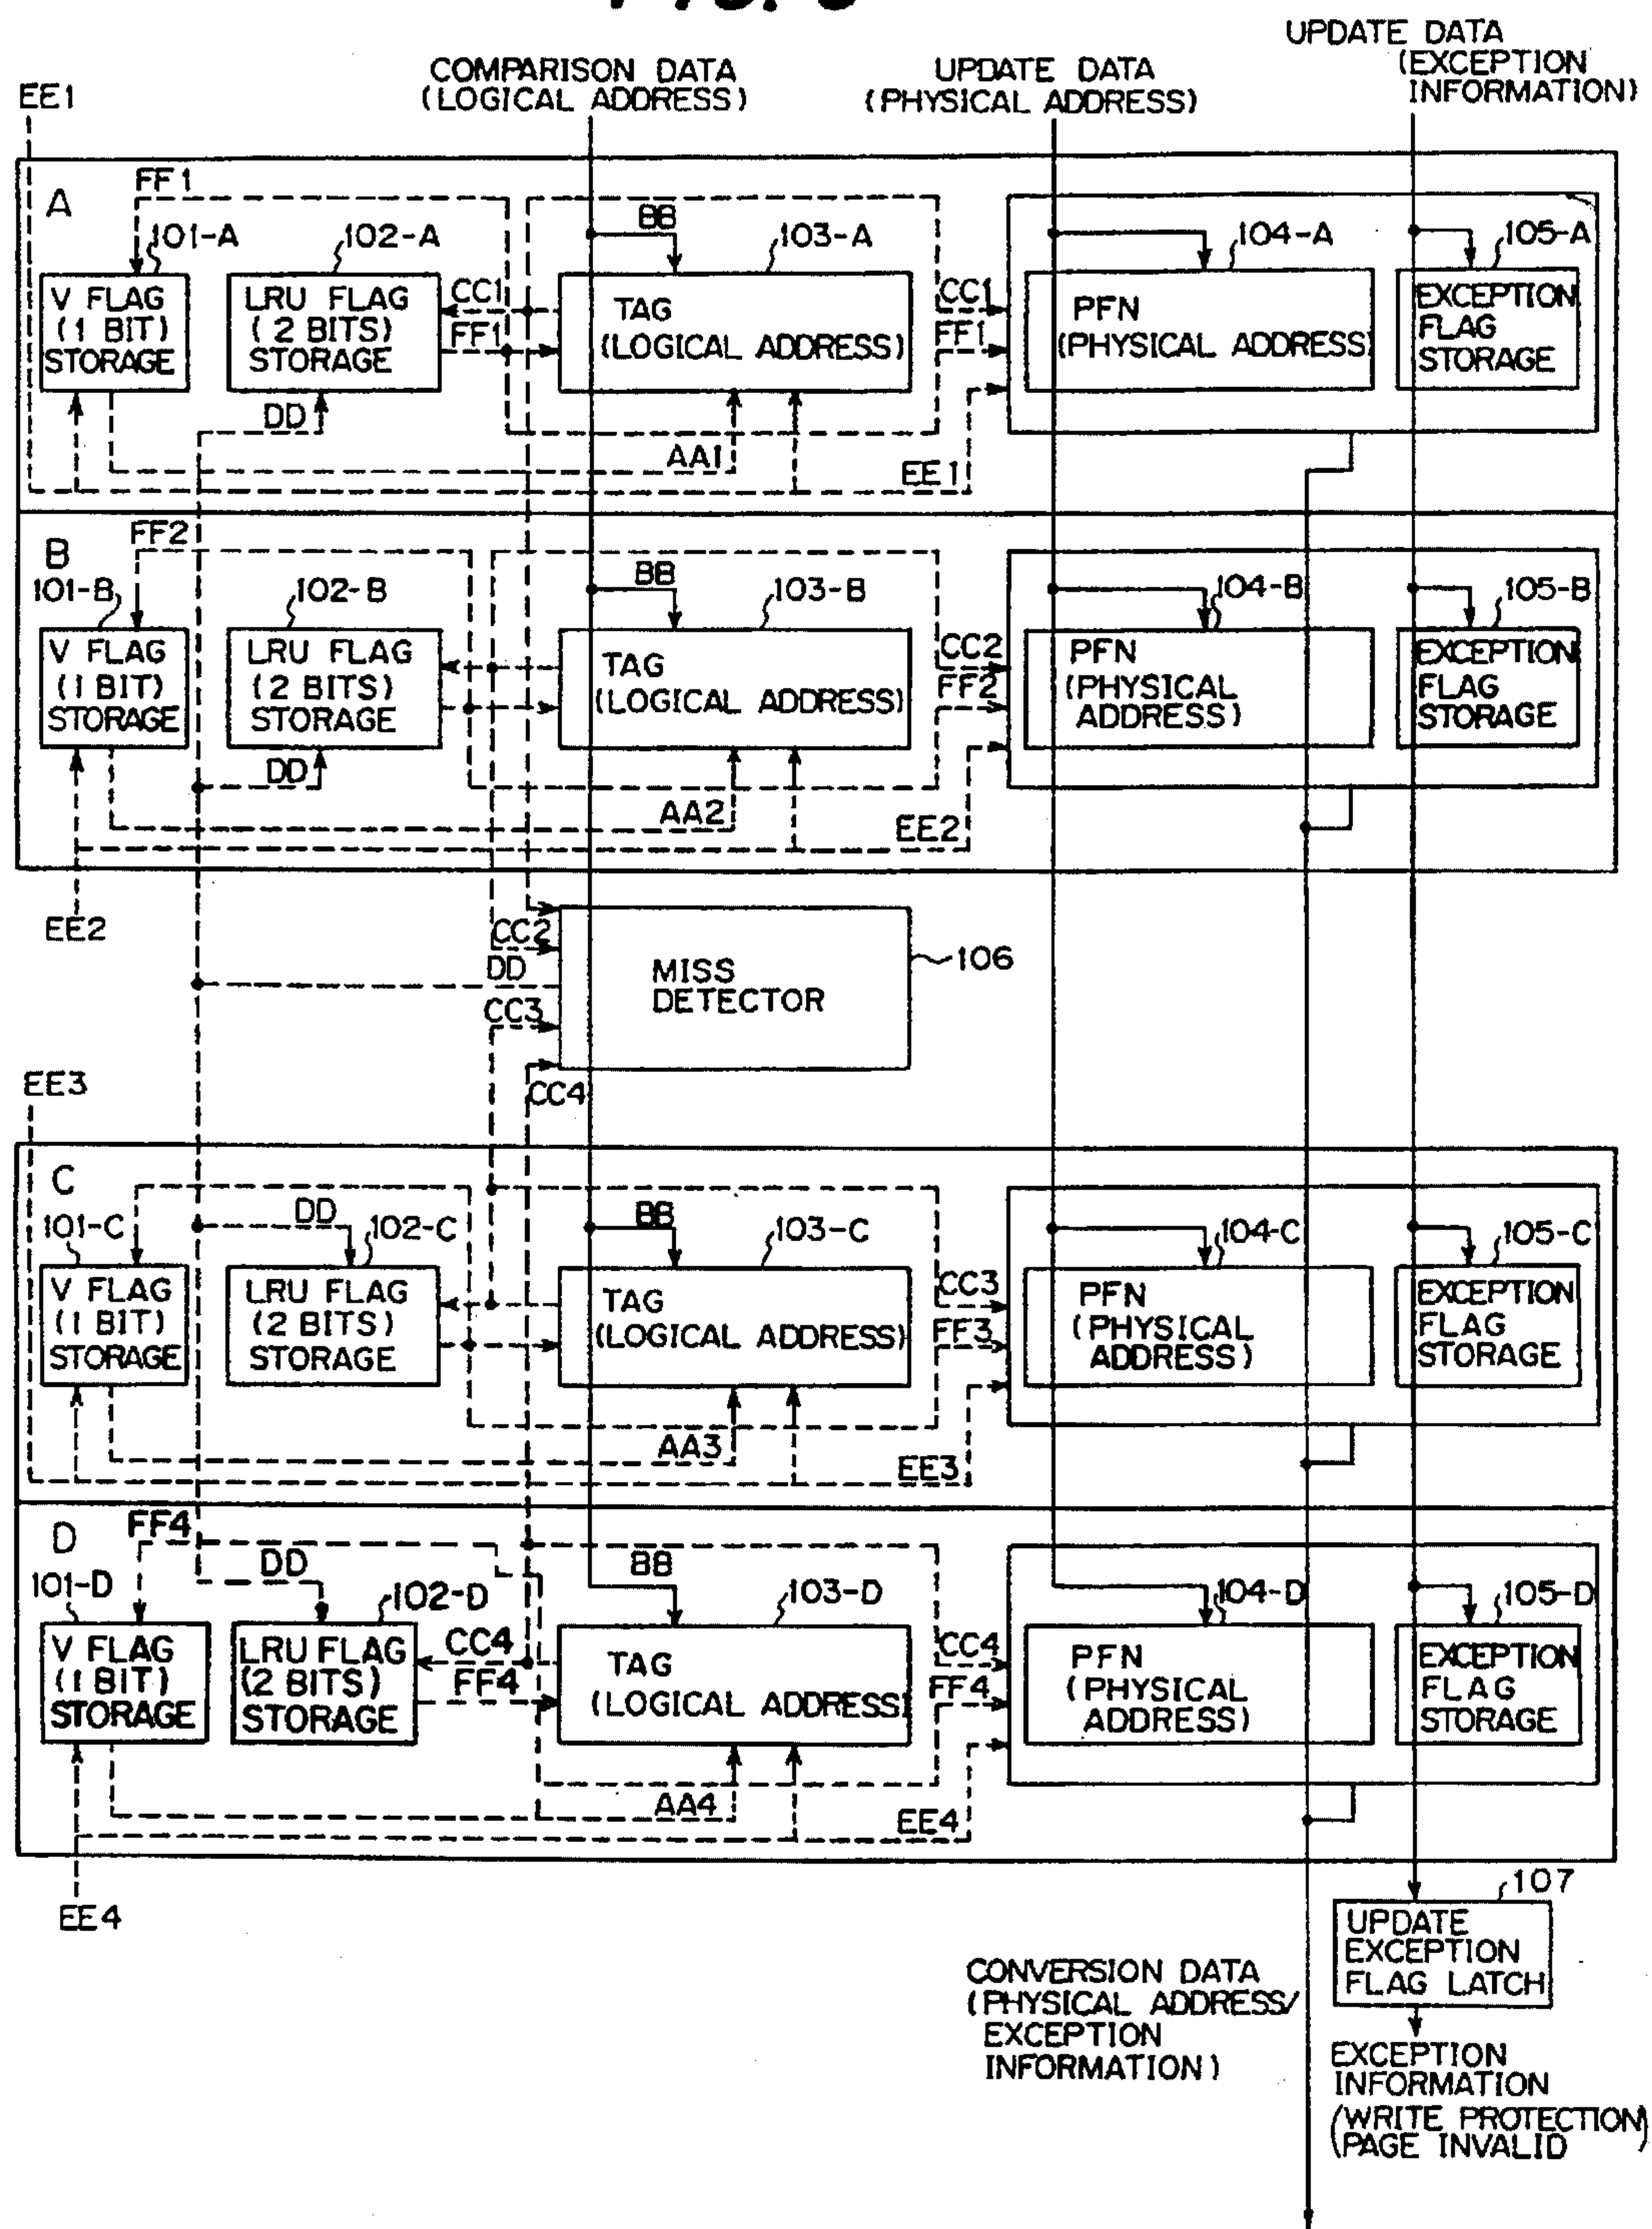 UPDATE DATA
(EXCEPTION
INFORMATION)
COMPARISON DATA
(LOGICAL ADDRESS)
UPDATE DATA
(PHYSICAL ADDRESS)
EE1
A
FF1
101-A
102-A
BB
103-A
104-A
105-A
V FLAG
(1 BIT)
STORAGE
LRU FLAG
(2 BITS)
STORAGE
CC1
FF1
TAG
(LOGICAL ADDRESS)
CC1
FF1
PFN
(PHYSICAL ADDRESS)
EXCEPTION
FLAG
STORAGE
DD
AA1
EE1
B
FF2
101-B
102-B
BB
103-B
104-B
105-B
V FLAG
(1 BIT)
STORAGE
LRU FLAG
(2 BITS)
STORAGE
TAG
(LOGICAL ADDRESS)
CC2
FF2
PFN
(PHYSICAL
ADDRESS)
EXCEPTION
FLAG
STORAGE
DD
AA2
EE2
EE2
CC2
DD
CC3
CC4
MISS
DETECTOR
106
EE3
C
101-C
DD
102-C
BB
103-C
104-C
105-C
V FLAG
(1 BIT)
STORAGE
LRU FLAG
(2 BITS)
STORAGE
TAG
(LOGICAL ADDRESS)
CC3
FF3
PFN
(PHYSICAL
ADDRESS)
EXCEPTION
FLAG
STORAGE
AA3
EE3
D
FF4
101-D
DD
102-D
BB
103-D
104-D
105-D
V FLAG
(1 BIT)
STORAGE
LRU FLAG
(2 BITS)
STORAGE
CC4
FF4
TAG
(LOGICAL ADDRESS)
CC4
FF4
PFN
(PHYSICAL
ADDRESS)
EXCEPTION
FLAG
STORAGE
AA4
EE4
EE4
107
UPDATE
EXCEPTION
FLAG LATCH
CONVERSION DATA
(PHYSICAL ADDRESS/
EXCEPTION
INFORMATION)
EXCEPTION
INFORMATION
(WRITE PROTECTION)
(PAGE INVALID